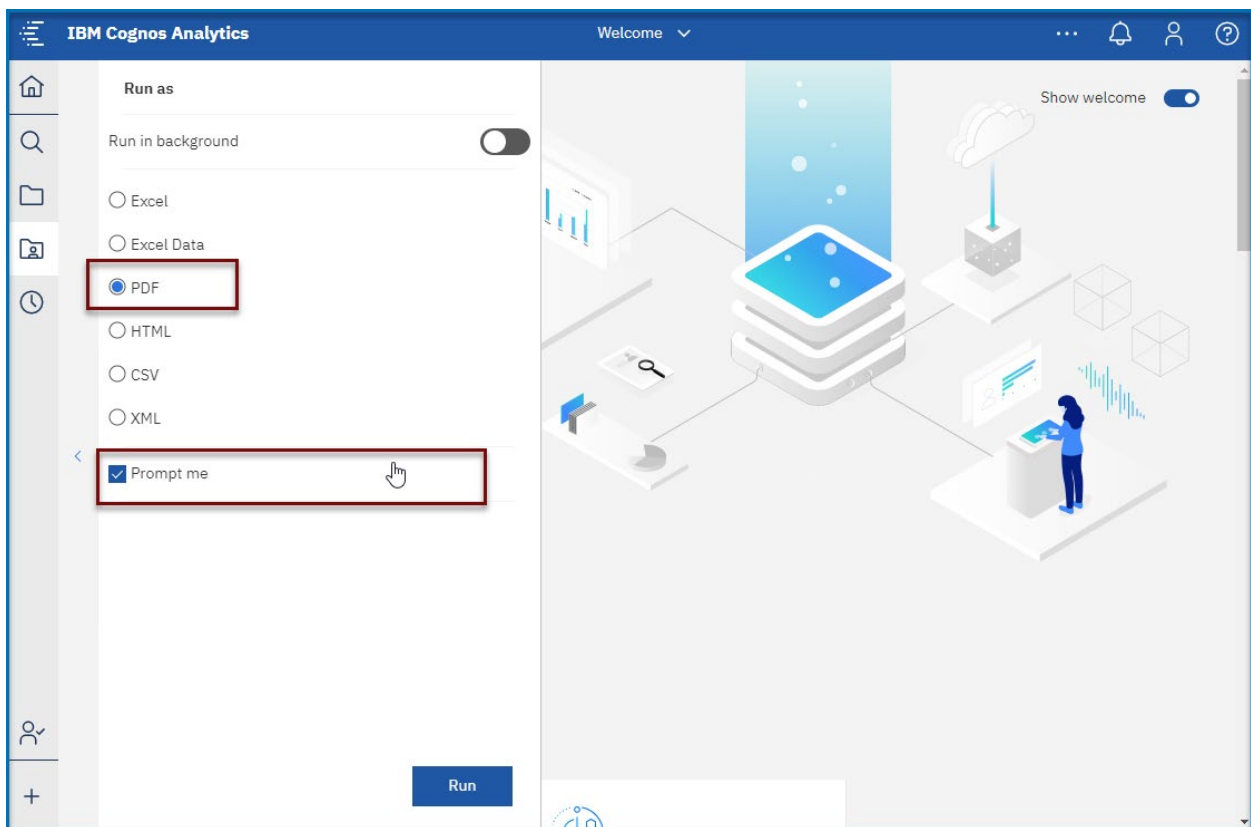 IBM Cognos Analytics
Welcome
Run as
Show welcome
Run in background
Excel
Excel Data
PDF
HTML
CSV
XML
Prompt me
Run